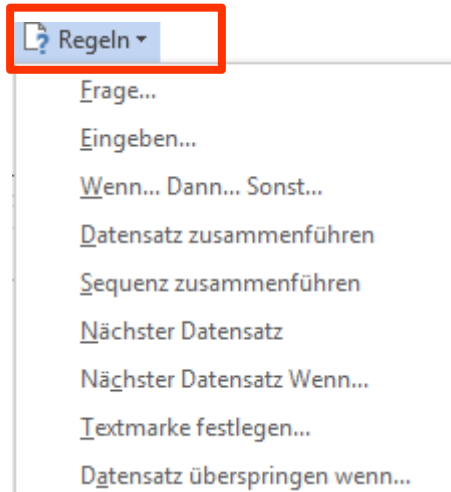 Regeln
Frage...
Eingeben...
Wenn... Dann... Sonst...
Datensatz zusammenführen
Sequenz zusammenführen
Nächster Datensatz
Nächster Datensatz Wenn...
Textmarke festlegen...
Datensatz überspringen wenn...